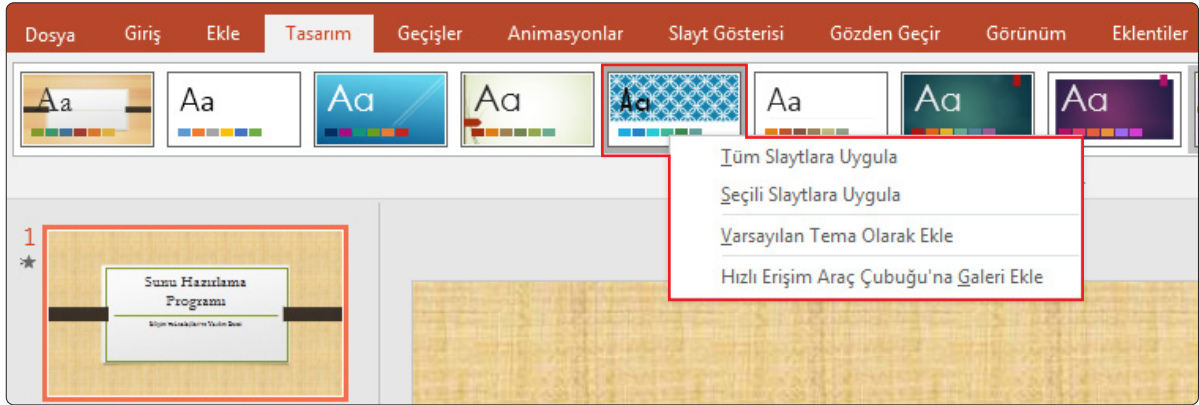 Dosya Giriş Ekle Tasarım Geçişler Animasyonlar Slayt Gösterisi Gözden Geçir Görünüm Eklentiler
Aa Aa Aa Aa Aa Aa Aa Aa
Tüm Slaytlara Uygula
Seçili Slaytlara Uygula
Varsayılan Tema Olarak Ekle
Hızlı Erişim Araç Çubuğu'na Galeri Ekle
1
Sunu Hazırlama
Programı